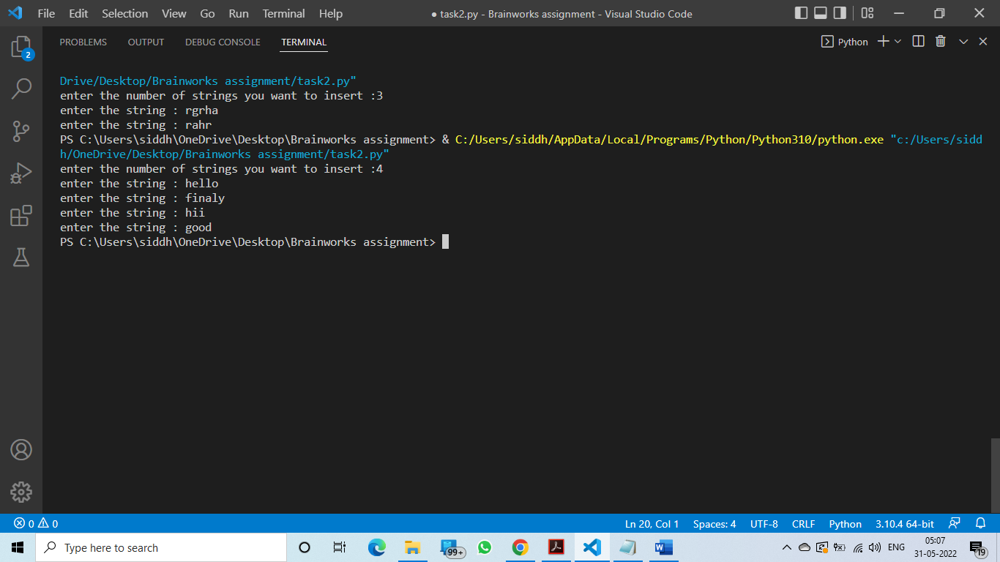 File Edit Selection View Go Run Terminal Help
● task2.py - Brainworks assignment - Visual Studio Code
PROBLEMS OUTPUT DEBUG CONSOLE TERMINAL
Python
2
Drive/Desktop/Brainworks assignment/task2.py"
enter the number of strings you want to insert :3
enter the string : rgrha
enter the string : rahr
PS C:\Users\siddh\OneDrive\Desktop\Brainworks assignment> & C:/Users/siddh/AppData/Local/Programs/Python/Python310/python.exe "c:/Users/sidd
h/OneDrive/Desktop/Brainworks assignment/task2.py"
enter the number of strings you want to insert :4
enter the string : hello
enter the string : finaly
enter the string : hii
enter the string : good
PS C:\Users\siddh\OneDrive\Desktop\Brainworks assignment>
0 0 Ln 20, Col 1 Spaces: 4 UTF-8 CRLF Python 3.10.4 64-bit
Type here to search
99+
W
ENG
05:07
31-05-2022
19